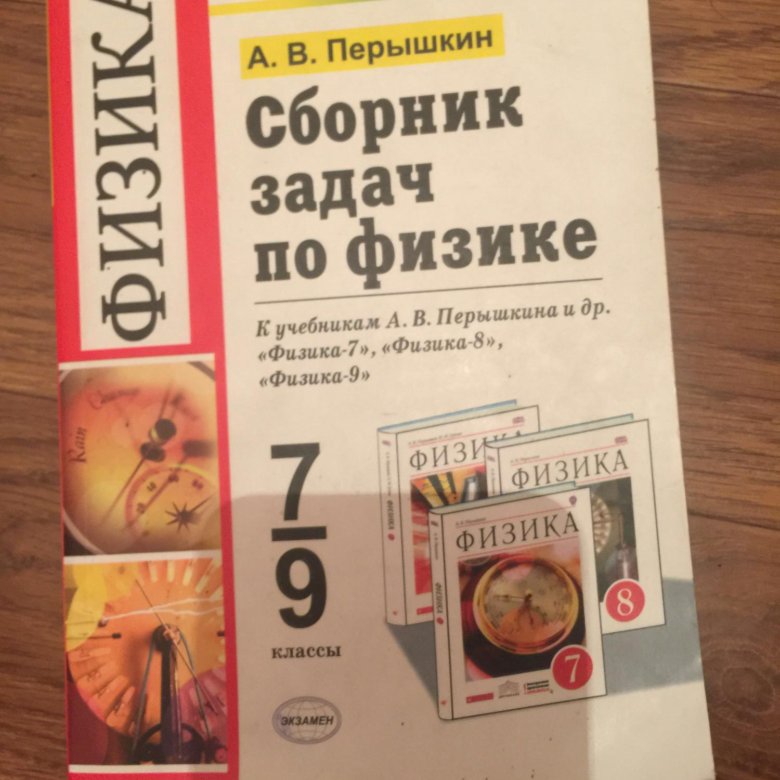 ФИЗИКА
А. В. Перышкин
Сборник
задач
по физике
К учебникам А. В. Перышкина и др.
«Физика-7», «Физика-8»,
«Физика-9»
7
9
классы
ЭКЗАМЕН
ФИЗИКА
ФИЗИКА
8
ФИЗИКА
7